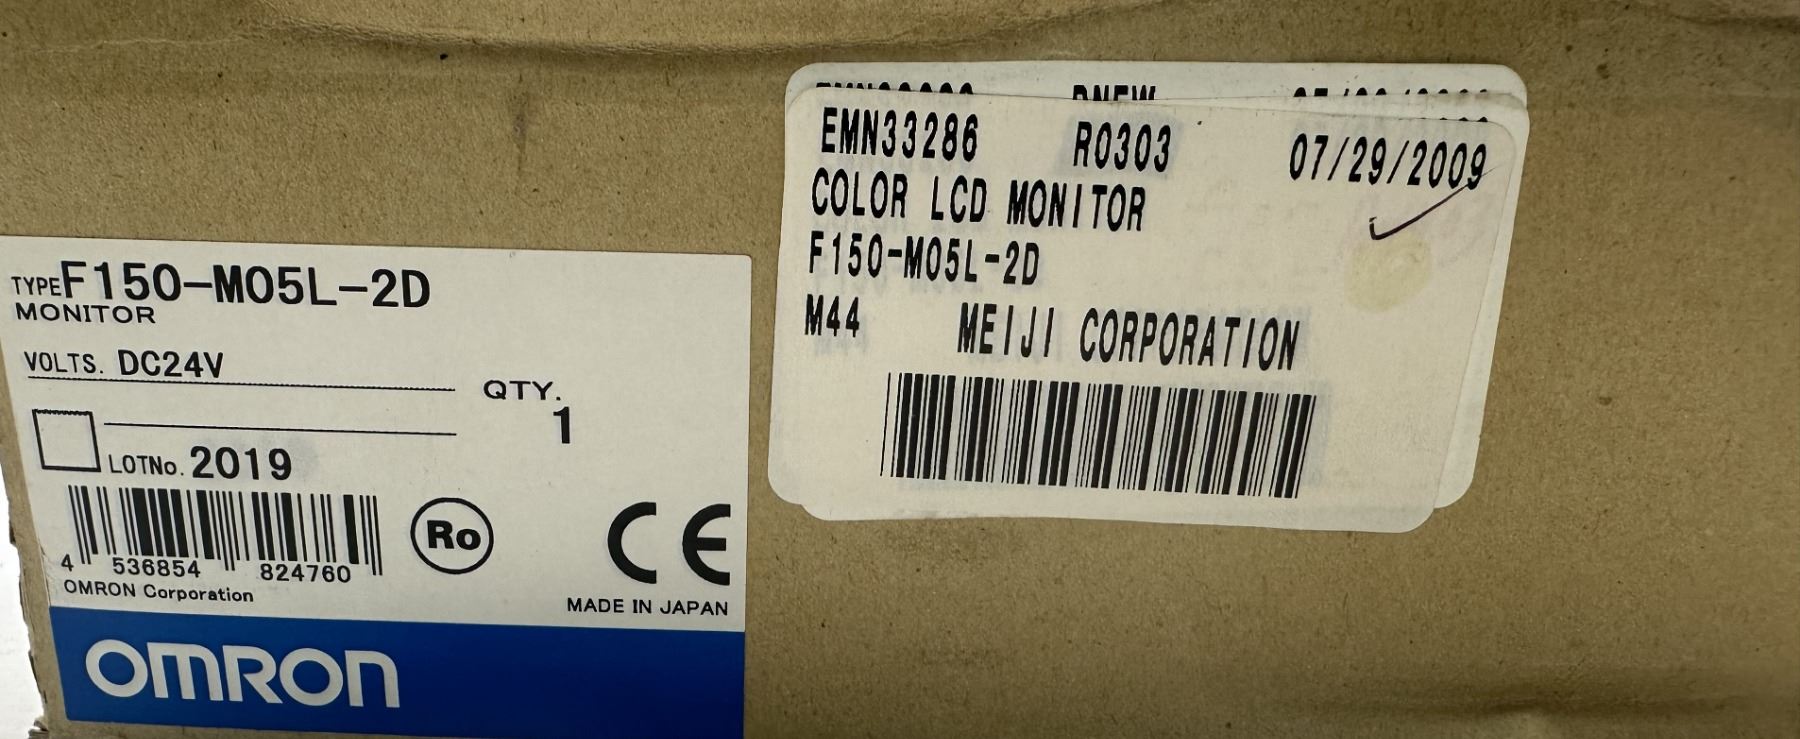 TYPE F150-M05L-2D
MONITOR
VOLTS. DC24V
QTY.
1
LOTNo. 2019
4 536854 824760
Ro
CE
OMRON Corporation
MADE IN JAPAN
OMRON
EMN33286 R0303 07/29/2009
COLOR LCD MONITOR
F150-M05L-2D
M44 MEIJI CORPORATION